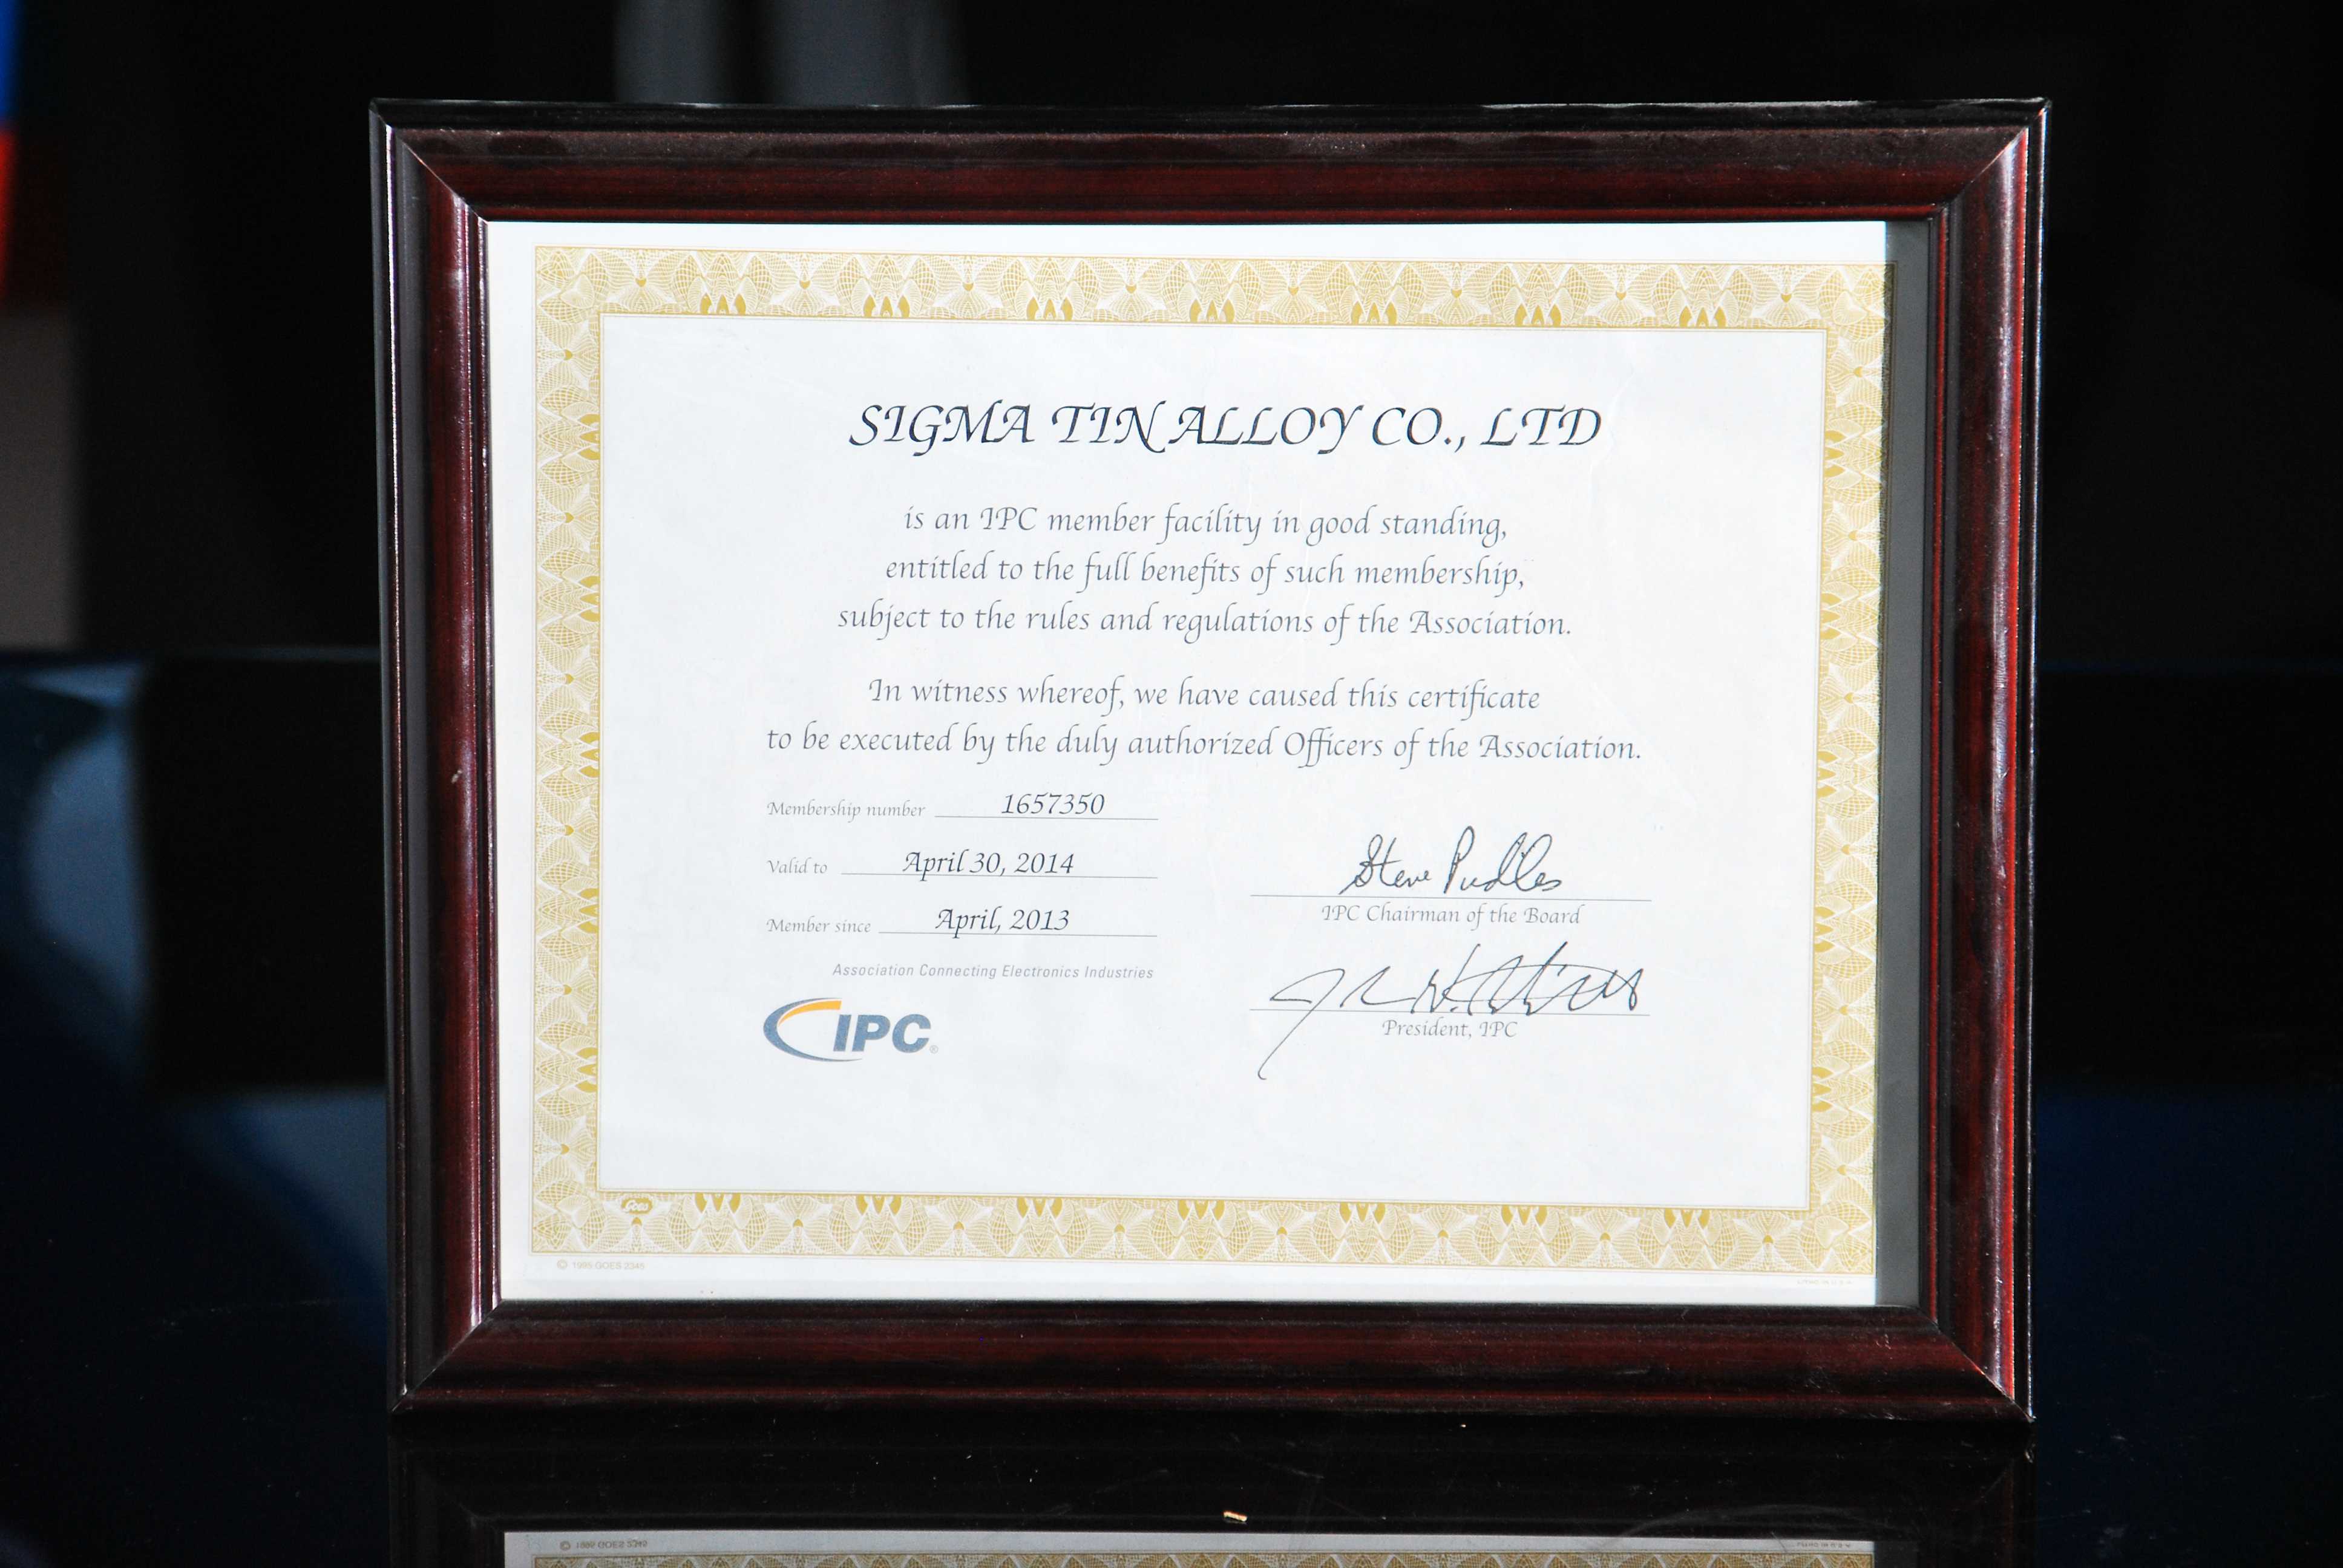 SIGMA TIN ALLOY CO., LTD
is an IPC member facility in good standing,
entitled to the full benefits of such membership,
subject to the rules and regulations of the Association.
In witness whereof, we have caused this certificate
to be executed by the duly authorized Officers of the Association.
Membership number 1657350
Valid to April 30, 2014
Member since April, 2013
Association Connecting Electronics Industries
IPC®
Steve Pudles
IPC Chairman of the Board
President, IPC
Goes